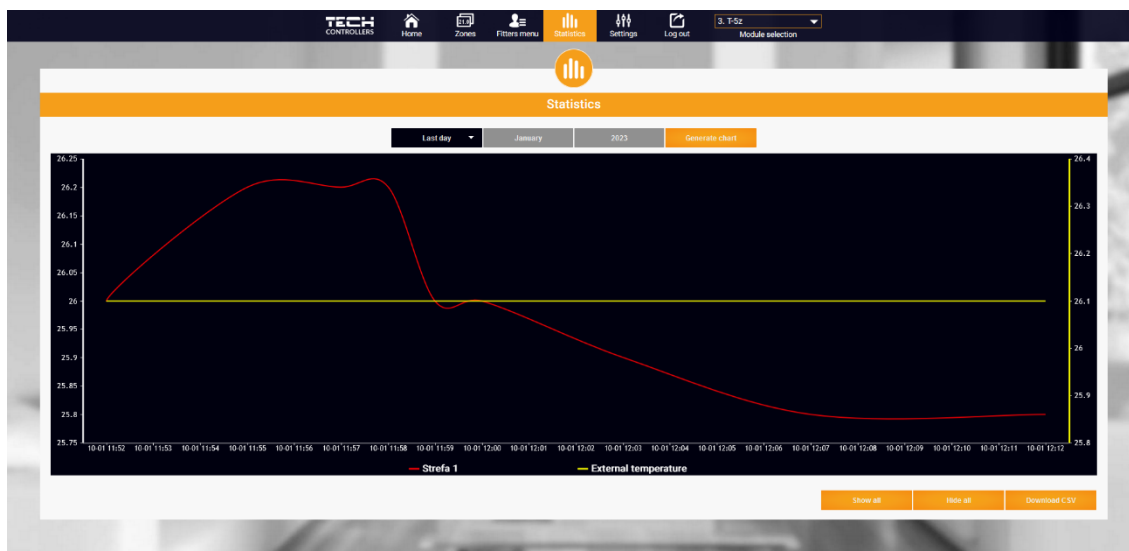 TECH
CONTROLLERS
Home
21.0
Zones
Fitters menu
Statistics
Settings
Log out
3. T-5z
Module selection
Statistics
Last day
January
2023
Generate chart
26.25
26.2
26.15
26.1
26.05
26
25.95
25.9
25.85
25.8
25.75
26.4
26.3
26.2
26.1
26
25.9
25.8
10-01 11:52 10-01 11:53 10-01 11:54 10-01 11:55 10-01 11:56 10-01 11:57 10-01 11:58 10-01 11:59 10-01 12:00 10-01 12:01 10-01 12:02 10-01 12:03 10-01 12:04 10-01 12:05 10-01 12:06 10-01 12:07 10-01 12:08 10-01 12:09 10-01 12:10 10-01 12:11 10-01 12:12
Strefa 1 External temperature
Show all
Hide all
Download CSV